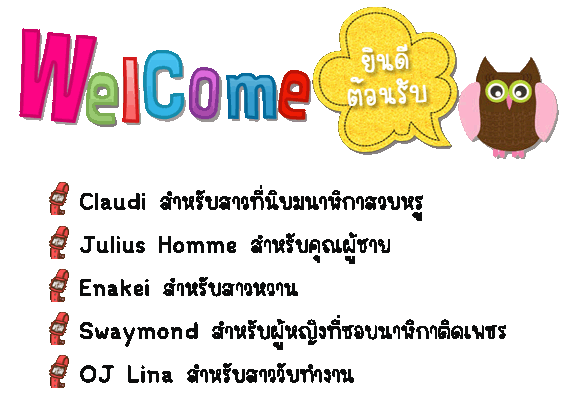 Welcome
ยินดี
ต้อนรับ
Claudi สำหรับสาวที่นิยมนาฬิกาสวยหรู
Julius Homme สำหรับคุณผู้ชาย
Enakei สำหรับสาวหวาน
Swaymond สำหรับผู้หญิงที่ชอบนาฬิกาติดเพชร
OJ Lina สำหรับสาววัยทำงาน